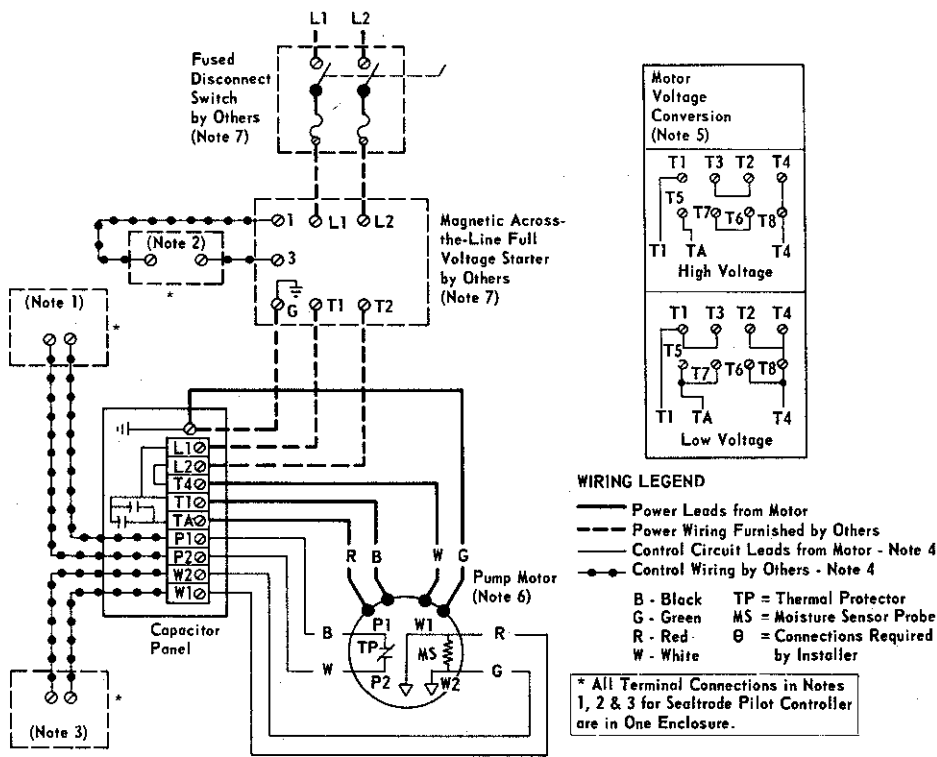 L1 L2
Fused
Disconnect
Switch
by Others
(Note 7)
1 L1 L2
(Note 2)
3
*
G T1 T2
Magnetic Across-
the-Line Full
Voltage Starter
by Others
(Note 7)
(Note 1)
*
L1
L2
T4
T1
TA
P1
P2
W2
W1
Capacitor
Panel
(Note 3)
*
R B W G
Pump Motor
(Note 6)
P1 W1
B R
TP MS
W G
P2 W2
Motor
Voltage
Conversion
(Note 5)
T1 T3 T2 T4
T5 T7 T6 T8
T1 TA T4
High Voltage
T1 T3 T2 T4
T5 T7 T6 T8
T1 TA T4
Low Voltage
WIRING LEGEND
Power Leads from Motor
Power Wiring Furnished by Others
Control Circuit Leads from Motor - Note 4
Control Wiring by Others - Note 4
B - Black TP = Thermal Protector
G - Green MS = Moisture Sensor Probe
R - Red θ = Connections Required
W - White by Installer
* All Terminal Connections in Notes
1, 2 & 3 for Sealtrode Pilot Controller
are in One Enclosure.